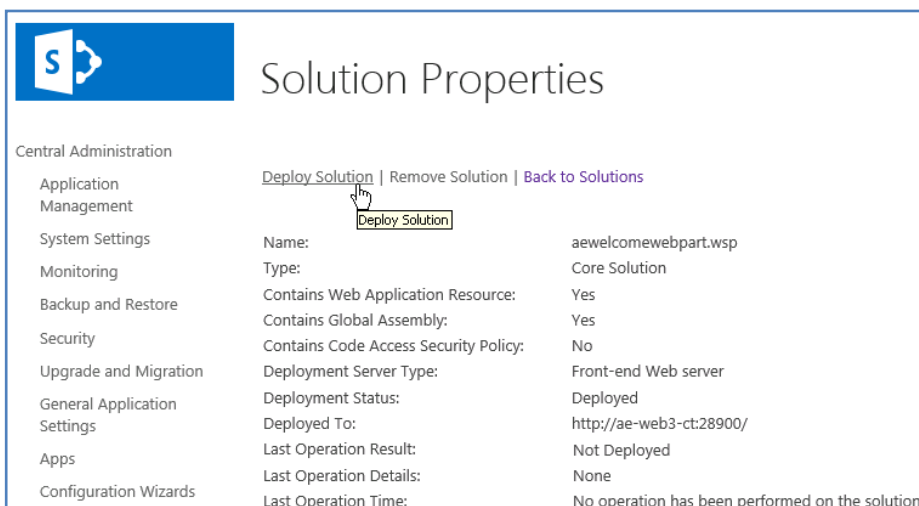 S
Solution Properties
Central Administration
Application
Management
System Settings
Monitoring
Backup and Restore
Security
Upgrade and Migration
General Application
Settings
Apps
Configuration Wizards
Deploy Solution | Remove Solution | Back to Solutions
Deploy Solution
Name: aewelcomewebpart.wsp
Type: Core Solution
Contains Web Application Resource: Yes
Contains Global Assembly: Yes
Contains Code Access Security Policy: No
Deployment Server Type: Front-end Web server
Deployment Status: Deployed
Deployed To: http://ae-web3-ct:28900/
Last Operation Result: Not Deployed
Last Operation Details: None
Last Operation Time: No operation has been performed on the solution